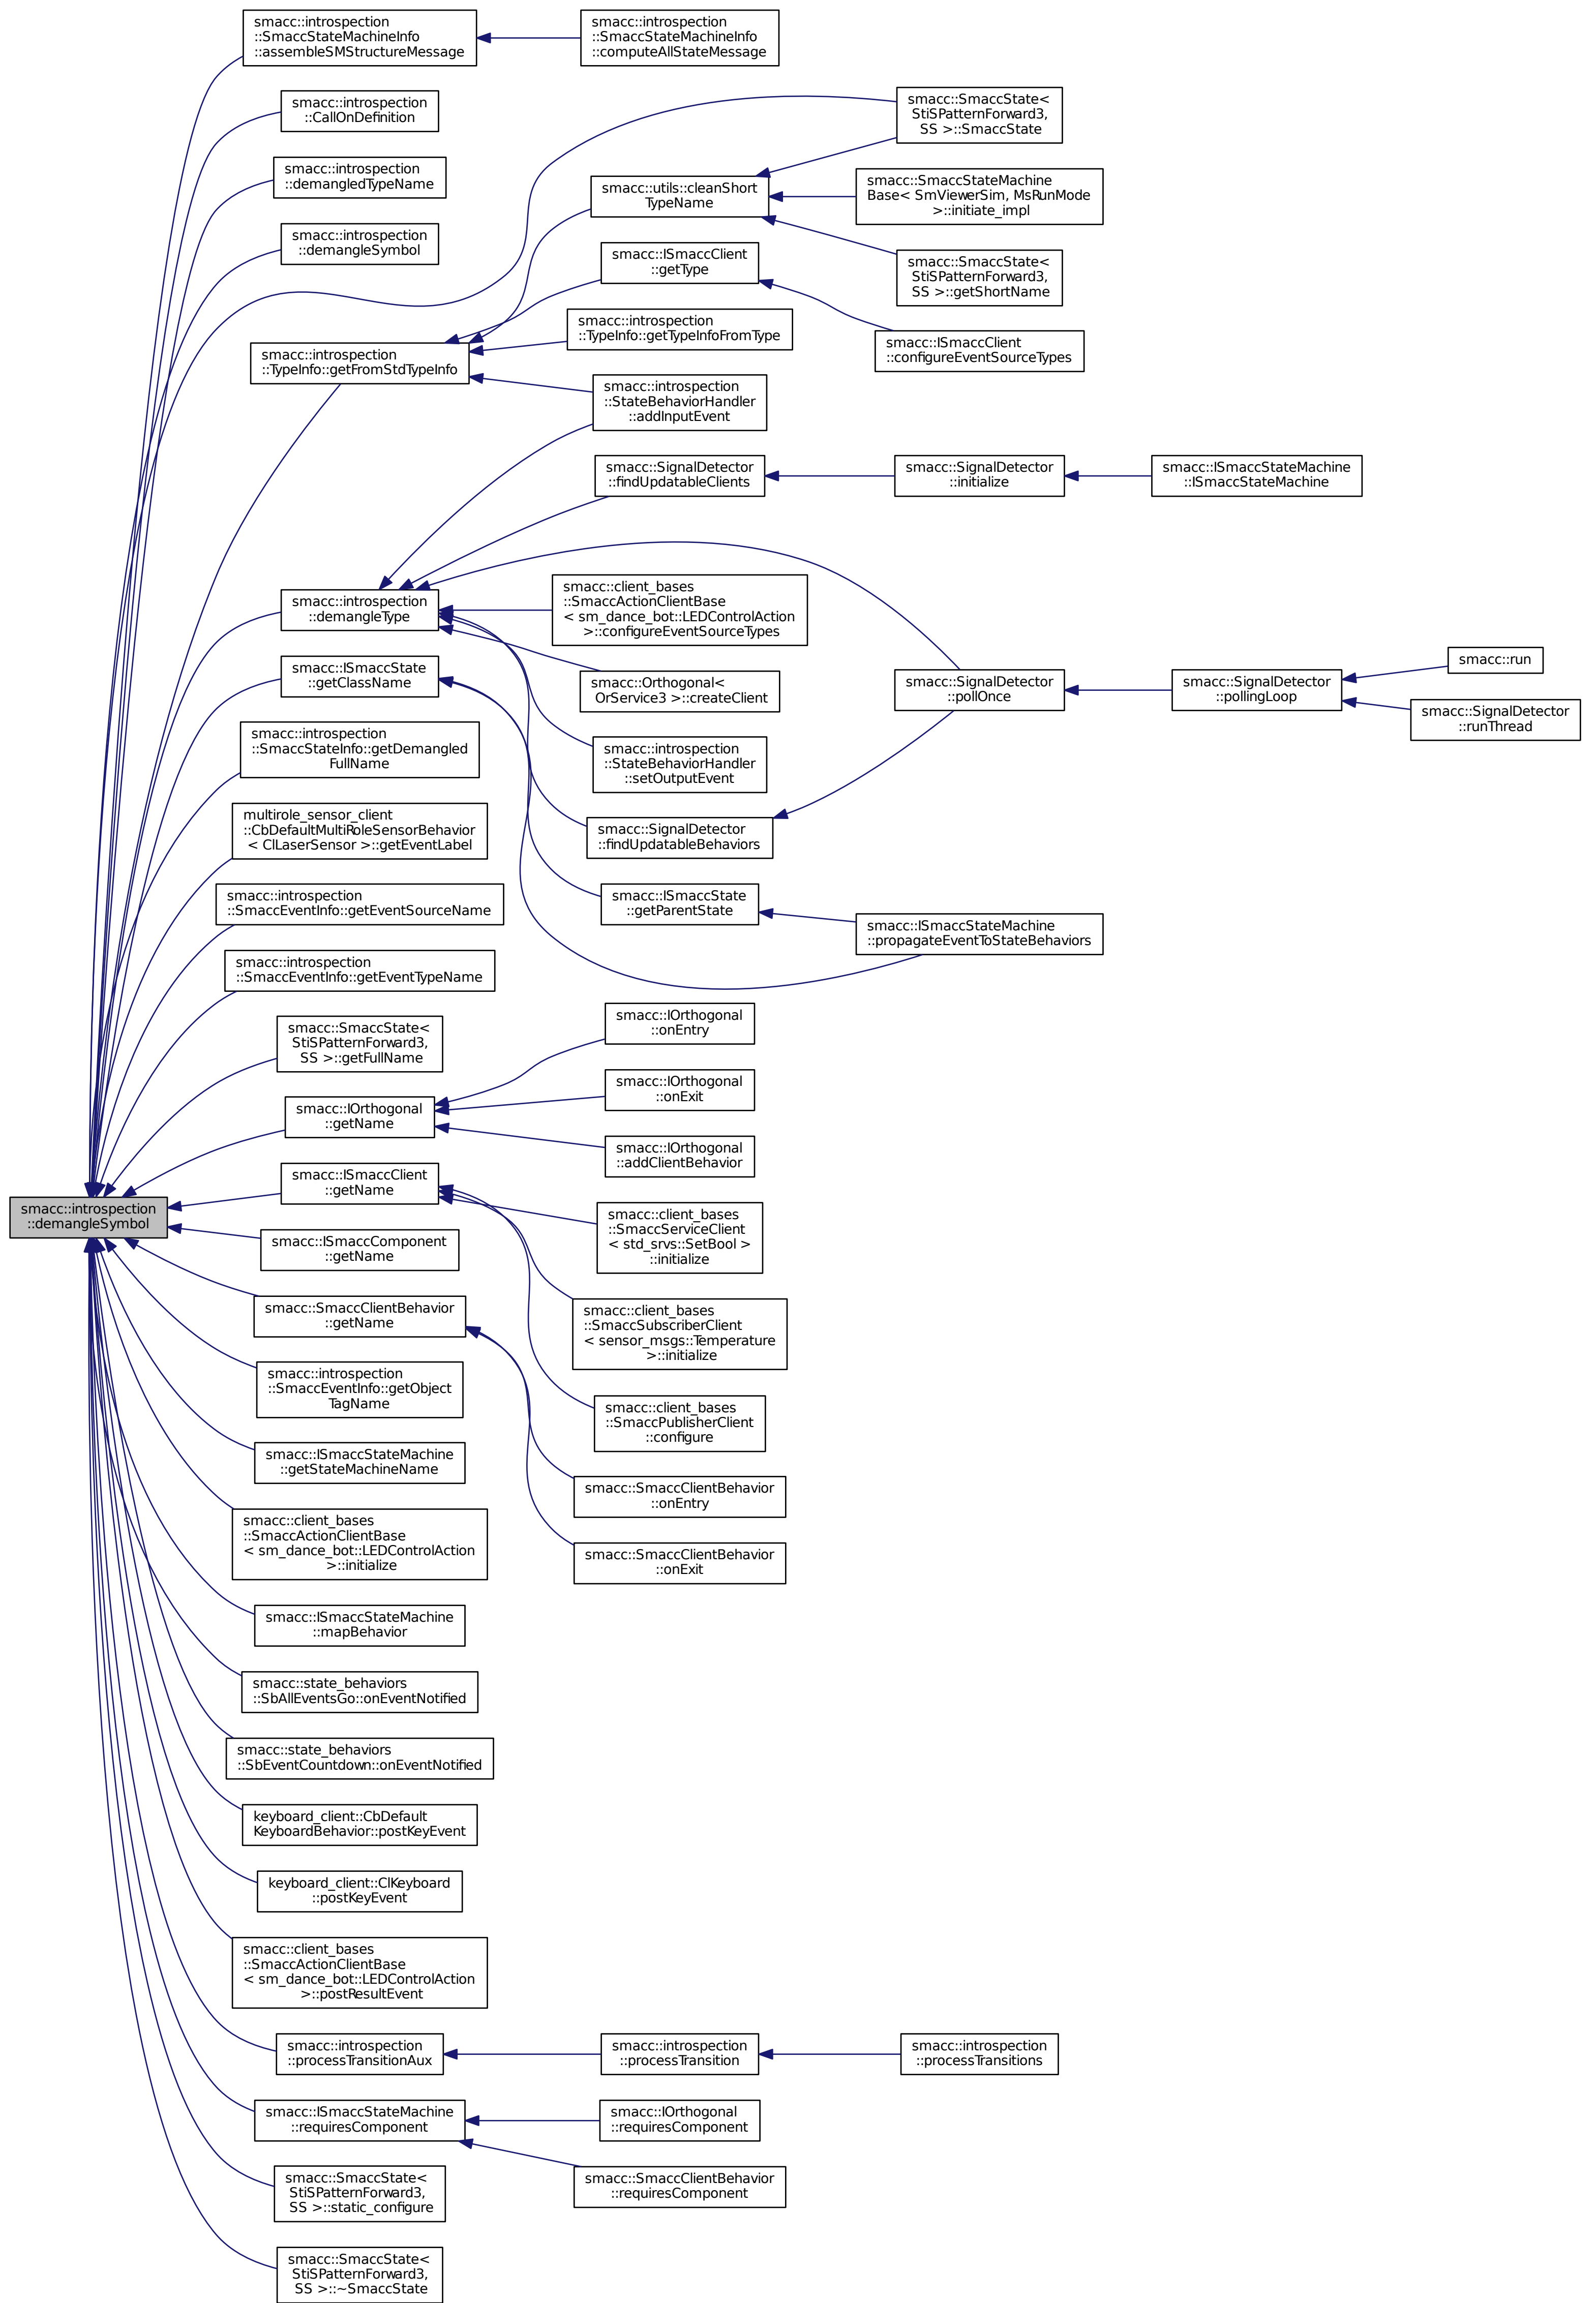 smacc::introspection
::SmaccStateMachineInfo
::assembleSMStructureMessage
smacc::introspection
::SmaccStateMachineInfo
::computeAllStateMessage
smacc::introspection
::CallOnDefinition
smacc::SmaccState<
StiSPatternForward3,
SS >::SmaccState
smacc::introspection
::demangledTypeName
smacc::utils::cleanShort
TypeName
smacc::SmaccStateMachine
Base< SmViewerSim, MsRunMode
>::initiate_impl
smacc::introspection
::demangleSymbol
smacc::ISmaccClient
::getType
smacc::SmaccState<
StiSPatternForward3,
SS >::getShortName
smacc::introspection
::TypeInfo::getTypeInfoFromType
smacc::ISmaccClient
::configureEventSourceTypes
smacc::introspection
::TypeInfo::getFromStdTypeInfo
smacc::introspection
::StateBehaviorHandler
::addInputEvent
smacc::SignalDetector
::findUpdatableClients
smacc::SignalDetector
::initialize
smacc::ISmaccStateMachine
::ISmaccStateMachine
smacc::introspection
::demangleType
smacc::client_bases
::SmaccActionClientBase
< sm_dance_bot::LEDControlAction
>::configureEventSourceTypes
smacc::ISmaccState
::getClassName
smacc::Orthogonal<
OrService3 >::createClient
smacc::SignalDetector
::pollOnce
smacc::SignalDetector
::pollingLoop
smacc::run
smacc::SignalDetector
::runThread
smacc::introspection
::SmaccStateInfo::getDemangled
FullName
smacc::introspection
::StateBehaviorHandler
::setOutputEvent
multirole_sensor_client
::CbDefaultMultiRoleSensorBehavior
< ClLaserSensor >::getEventLabel
smacc::SignalDetector
::findUpdatableBehaviors
smacc::introspection
::SmaccEventInfo::getEventSourceName
smacc::ISmaccState
::getParentState
smacc::ISmaccStateMachine
::propagateEventToStateBehaviors
smacc::introspection
::SmaccEventInfo::getEventTypeName
smacc::SmaccState<
StiSPatternForward3,
SS >::getFullName
smacc::IOrthogonal
::onEntry
smacc::IOrthogonal
::getName
smacc::IOrthogonal
::onExit
smacc::IOrthogonal
::addClientBehavior
smacc::ISmaccClient
::getName
smacc::introspection
::demangleSymbol
smacc::client_bases
::SmaccServiceClient
< std_srvs::SetBool >
::initialize
smacc::ISmaccComponent
::getName
smacc::SmaccClientBehavior
::getName
smacc::client_bases
::SmaccSubscriberClient
< sensor_msgs::Temperature
>::initialize
smacc::introspection
::SmaccEventInfo::getObject
TagName
smacc::client_bases
::SmaccPublisherClient
::configure
smacc::ISmaccStateMachine
::getStateMachineName
smacc::SmaccClientBehavior
::onEntry
smacc::client_bases
::SmaccActionClientBase
< sm_dance_bot::LEDControlAction
>::initialize
smacc::SmaccClientBehavior
::onExit
smacc::ISmaccStateMachine
::mapBehavior
smacc::state_behaviors
::SbAllEventsGo::onEventNotified
smacc::state_behaviors
::SbEventCountdown::onEventNotified
keyboard_client::CbDefault
KeyboardBehavior::postKeyEvent
keyboard_client::ClKeyboard
::postKeyEvent
smacc::client_bases
::SmaccActionClientBase
< sm_dance_bot::LEDControlAction
>::postResultEvent
smacc::introspection
::processTransitionAux
smacc::introspection
::processTransition
smacc::introspection
::processTransitions
smacc::ISmaccStateMachine
::requiresComponent
smacc::IOrthogonal
::requiresComponent
smacc::SmaccClientBehavior
::requiresComponent
smacc::SmaccState<
StiSPatternForward3,
SS >::static_configure
smacc::SmaccState<
StiSPatternForward3,
SS >::~SmaccState